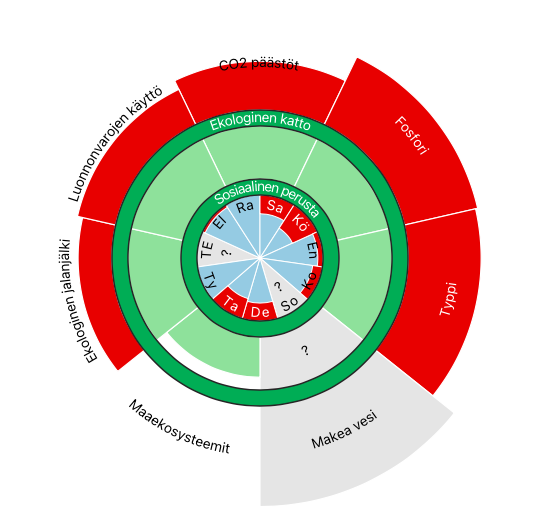 CO2 päästöt
Fosfori
Typpi
Makea vesi
?
Maaekosysteemit
Ekologinen jalanjälki
Luonnonvarojen käyttö
Ekologinen katto
Sosiaalinen perusta
Sa
Kö
En
Ko
So
?
De
Ta
Ty
TE
?
El
Ra